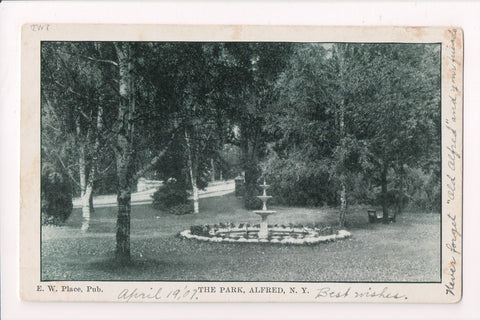 E. W. Place, Pub.
THE PARK, ALFRED, N. Y.
April 19'07.
Best wishes.
Never forget "Old Alfred" and your friends